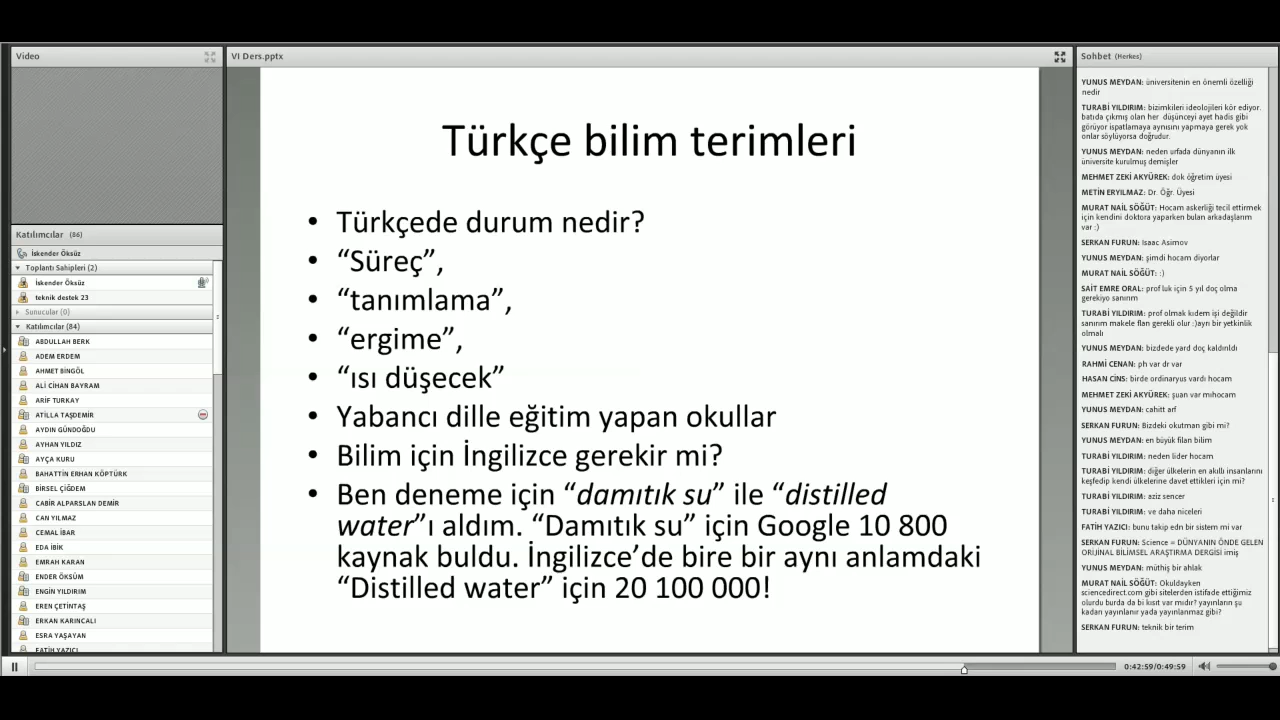 Video
Katılımcılar (86)
İskender Öksüz
Toplantı Sahipleri (2)
İskender Öksüz
teknik destek 23
Sunucular (0)
Katılımcılar (84)
ABDULLAH BERK
ADEM ERDEM
AHMET BİNGÖL
ALİ CİHAN BAYRAM
ARİF TURKAY
ATİLLA TAŞDEMİR
AYDIN GÜNDOĞDU
AYHAN YILDIZ
AYÇA KURU
BAHATTİN ERHAN KÖPTÜRK
BİRSEL ÇİĞDEM
CABİR ALPARSLAN DEMİR
CAN YILMAZ
CEMAL İBAR
EDA İBİK
EMRAH KARAN
ENDER ÖKSÜM
ENGİN YILDIRIM
EREN ÇETİNTAŞ
ERKAN KARINCALI
ESRA YAŞAYAN
FATİH YAZICI
VI Ders.pptx
Türkçe bilim terimleri
• Türkçede durum nedir?
• “Süreç”,
• “tanımlama”,
• “ergime”,
• “ısı düşecek”
• Yabancı dille eğitim yapan okullar
• Bilim için İngilizce gerekir mi?
• Ben deneme için “damıtık su” ile “distilled
water”ı aldım. “Damıtık su” için Google 10 800
kaynak buldu. İngilizce’de bire bir aynı anlamdaki
“Distilled water” için 20 100 000!
Sohbet (Herkes)
YUNUS MEYDAN: üniversitenin en önemli özelliği
nedir
TURABİ YILDIRIM: bizimkileri ideolojileri kör ediyor.
batıda çıkmış olan her düşünceyi ayet hadis gibi
görüyor ispatlamaya aynısını yapmaya gerek yok
onlar söylüyorsa doğrudur.
YUNUS MEYDAN: neden urfada dünyanın ilk
üniversite kurulmuş demişler
MEHMET ZEKİ AKYÜREK: dok öğretim üyesi
METİN ERYILMAZ: Dr. Öğr. Üyesi
MURAT NAİL SÖĞÜT: Hocam askerliği tecil ettirmek
için kendini doktora yaparken bulan arkadaşlarım
var :)
SERKAN FURUN: Isaac Asimov
YUNUS MEYDAN: şimdi hocam diyorlar
MURAT NAİL SÖĞÜT: :)
SAİT EMRE ORAL: prof luk için 5 yıl doç olma
gerekiyo sanırım
TURABİ YILDIRIM: prof olmak kıdem işi değildir
sanırım makele flan gerekli olur :)ayrı bir yetkinlik
olmalı
YUNUS MEYDAN: bizdede yard doç kaldırıldı
RAHMİ CENAN: ph var dr var
HASAN CİNS: birde ordinaryus vardı hocam
MEHMET ZEKİ AKYÜREK: şuan var mıhocam
YUNUS MEYDAN: cahitt arf
SERKAN FURUN: Bizdeki okutman gibi mi?
YUNUS MEYDAN: en büyük filan bilim
TURABİ YILDIRIM: neden lider hocam
TURABİ YILDIRIM: diğer ülkelerin en akıllı insanlarını
keşfedip kendi ülkelerine davet ettikleri için mi?
TURABİ YILDIRIM: aziz sencer
TURABİ YILDIRIM: ve daha niceleri
FATİH YAZICI: bunu takip edn bir sistem mi var
SERKAN FURUN: Science = DÜNYANIN ÖNDE GELEN
ORİJİNAL BİLİMSEL ARAŞTIRMA DERGİSİ imiş
YUNUS MEYDAN: müthiş bir ahlak
MURAT NAİL SÖĞÜT: Okuldayken
sciencedirect.com gibi sitelerden istifade ettiğimiz
olurdu burda da bi kısıt var mıdır? yayınların şu
kadarı yayınlanır yada yayınlanmaz gibi?
SERKAN FURUN: teknik bir terim
0:42:59/0:49:59